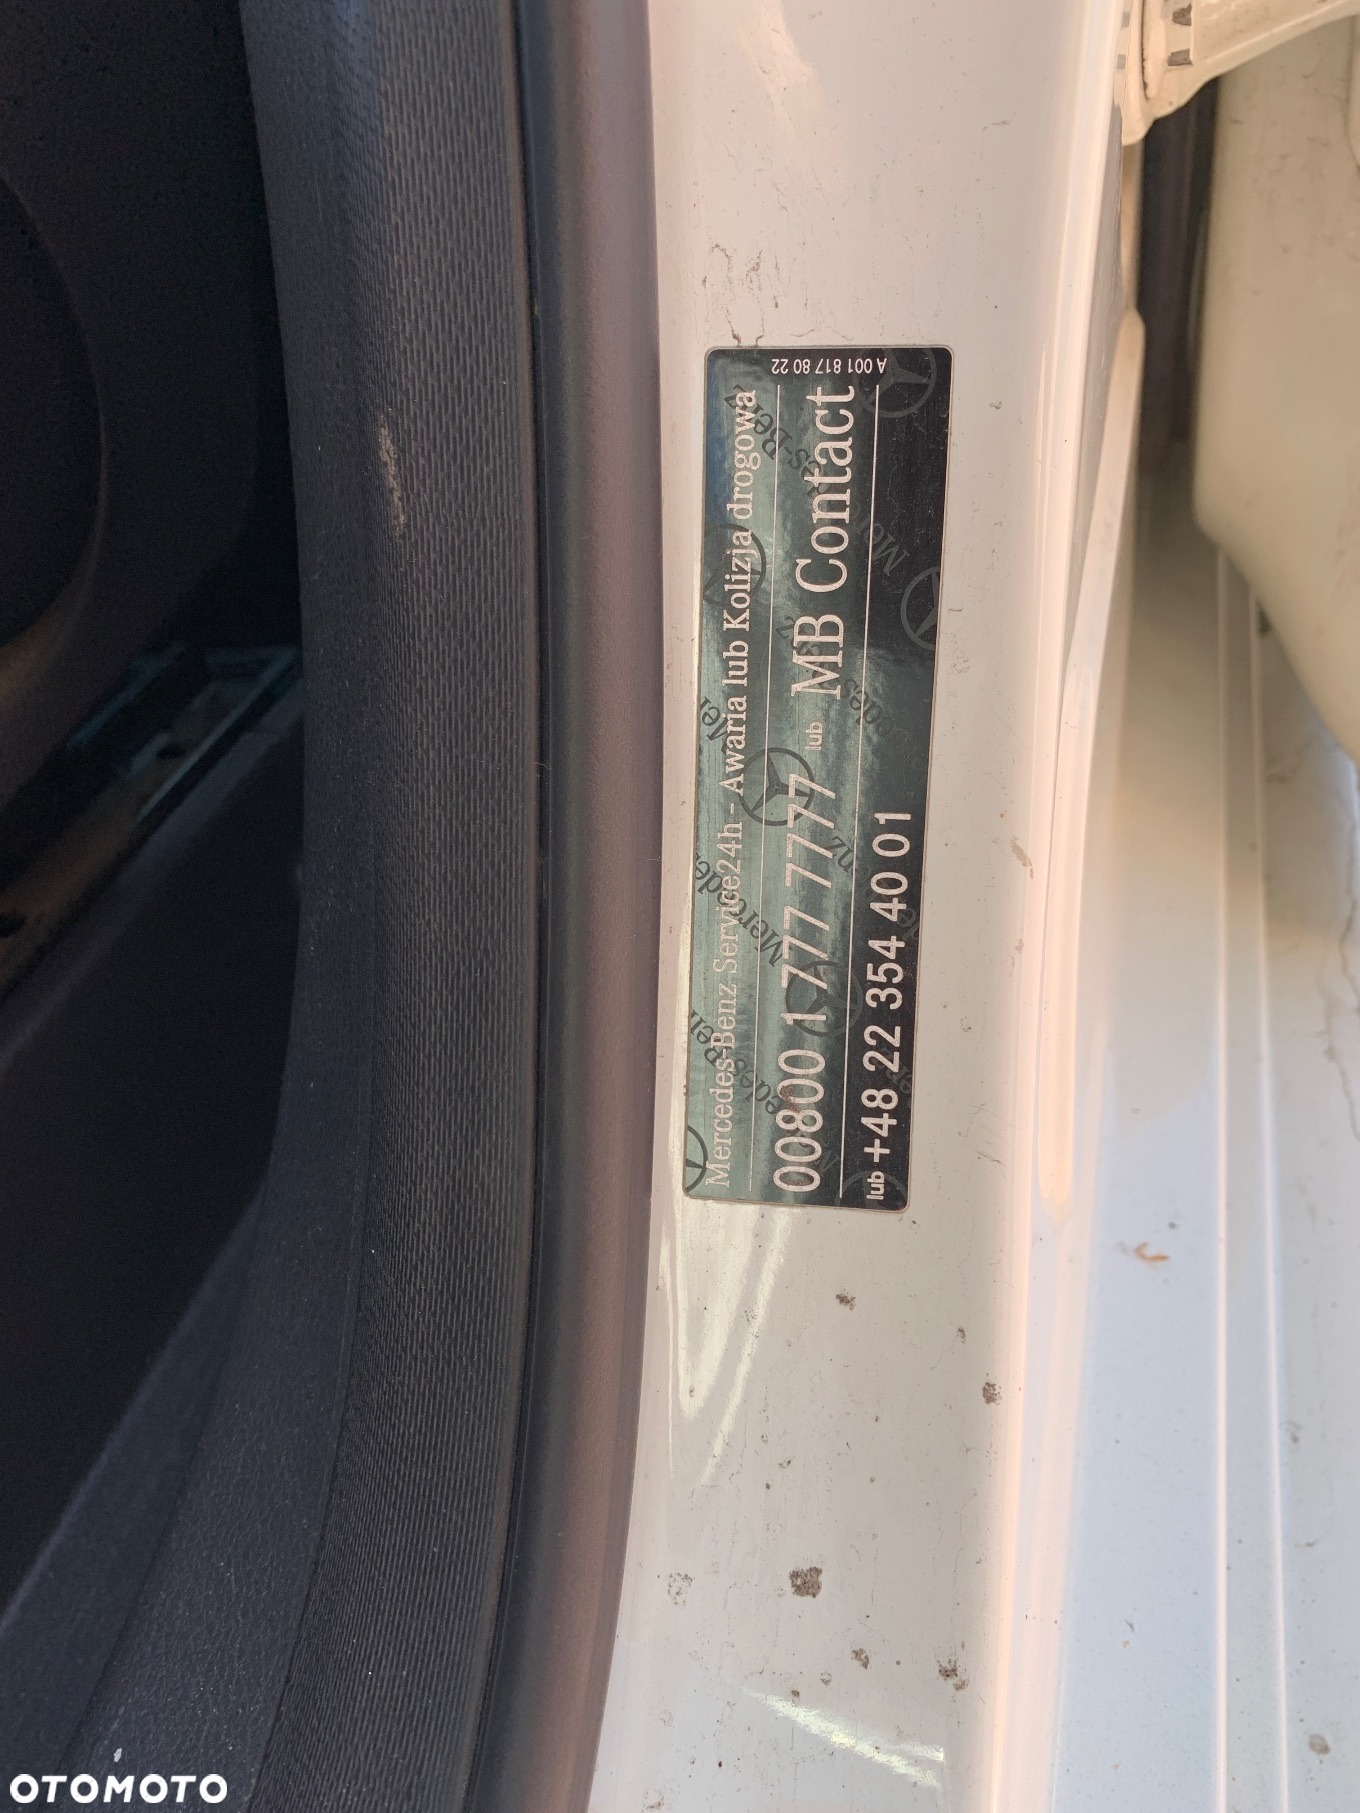 Mercedes-Benz Service24h - Awaria lub Kolizja drogowa
00800 1 777 7777 lub MB Contact
lub +48 22 354 40 01
A 001 817 80 22
OTOMOTO